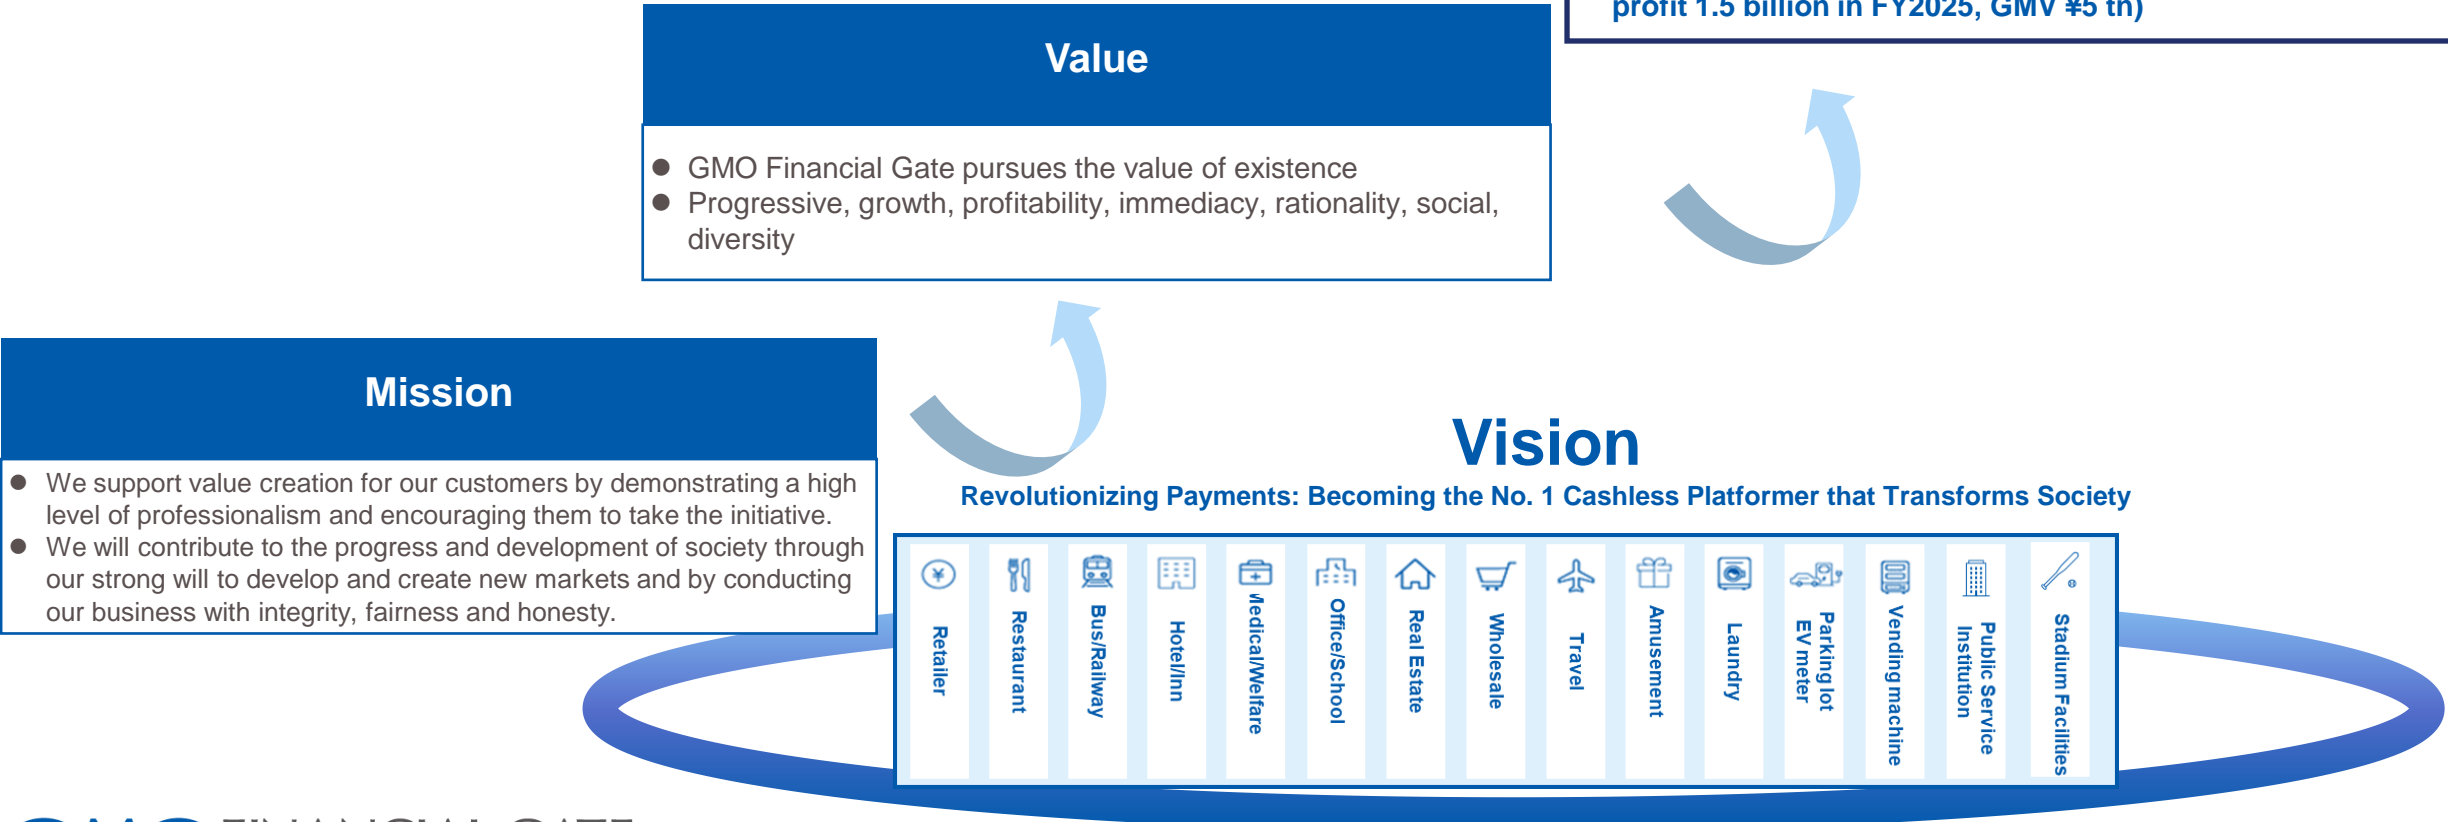 profit 1.5 billion in FY2025, GMV ¥5 tn)
Value
● GMO Financial Gate pursues the value of existence
● Progressive, growth, profitability, immediacy, rationality, social,
diversity
Mission
● We support value creation for our customers by demonstrating a high
level of professionalism and encouraging them to take the initiative.
● We will contribute to the progress and development of society through
our strong will to develop and create new markets and by conducting
our business with integrity, fairness and honesty.
Vision
Revolutionizing Payments: Becoming the No. 1 Cashless Platformer that Transforms Society
Retailer
Restaurant
Bus/Railway
Hotel/Inn
Medical/Welfare
Office/School
Real Estate
Wholesale
Travel
Amusement
Laundry
Parking lot
EV meter
Vending machine
Public Service
Institution
Stadium Facilities
GMO FINANCIAL GATE